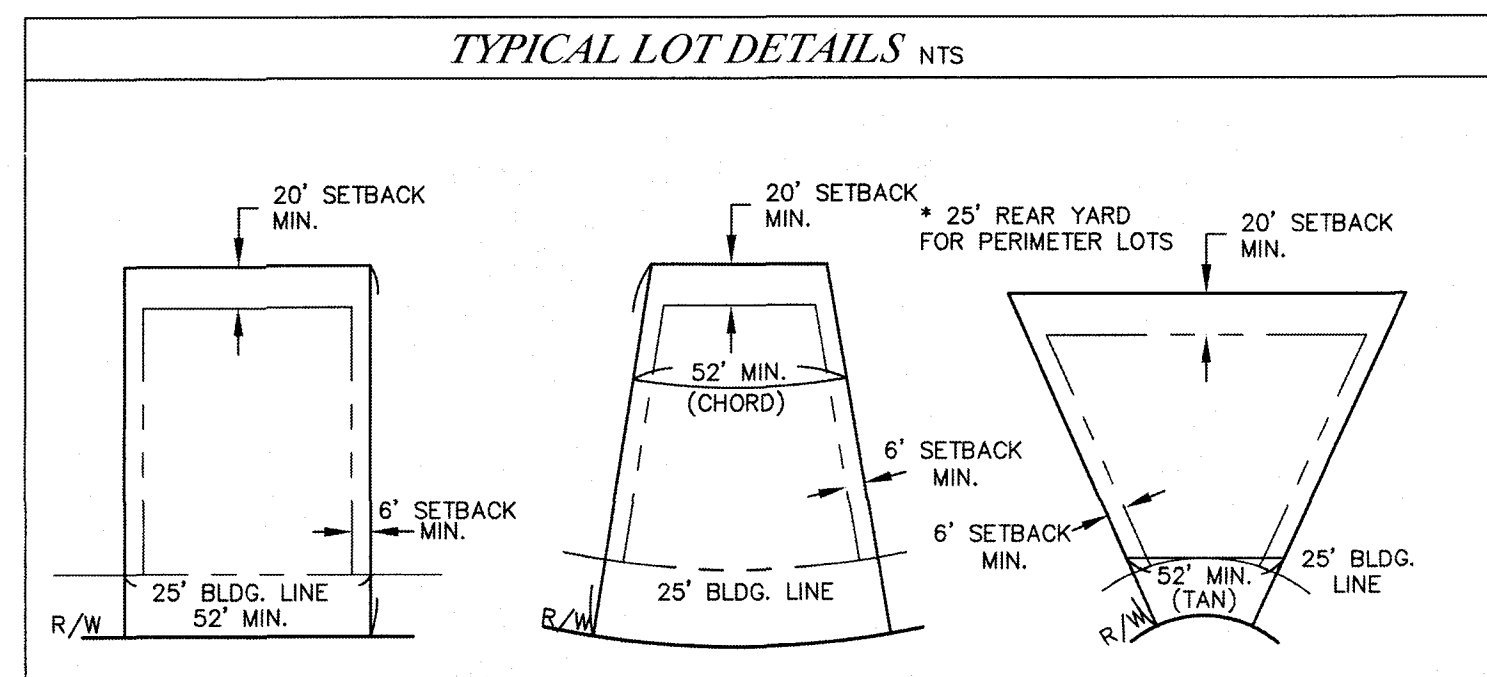 TYPICAL LOT DETAILS NTS
20' SETBACK
MIN.
6' SETBACK
MIN.
25' BLDG. LINE
52' MIN.
R/W
20' SETBACK
MIN.
52' MIN.
(CHORD)
6' SETBACK
MIN.
25' BLDG. LINE
R/W
* 25' REAR YARD
FOR PERIMETER LOTS
20' SETBACK
MIN.
6' SETBACK
MIN.
52' MIN.
(TAN)
25' BLDG.
LINE
R/W